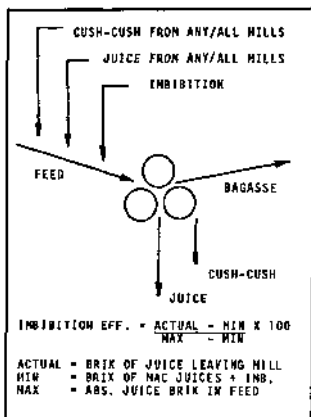 CUSH-CUSH FROM ANY/ALL MILLS
JUICE FROM ANY/ALL MILLS
IMBIBITION
FEED
BAGASSE
CUSH-CUSH
JUICE
IMBIBITION EFF. = ACTUAL - MIN X 100
MAX - MIN
ACTUAL = BRIX OF JUICE LEAVING MILL
MIN = BRIX OF MAC JUICES + INB.
MAX = ABS. JUICE BRIX IN FEED